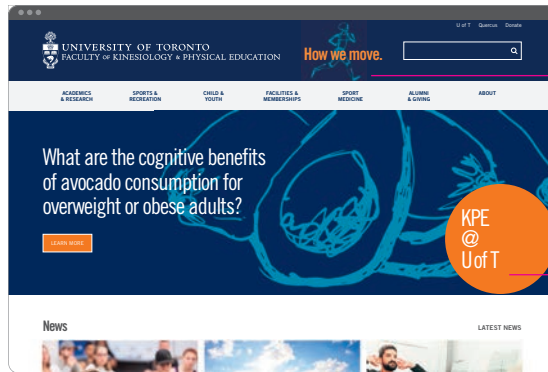 U of T Quercus Donate
UNIVERSITY OF TORONTO
FACULTY OF KINESIOLOGY & PHYSICAL EDUCATION
How we move.
ACADEMICS
& RESEARCH
SPORTS &
RECREATION
CHILD &
YOUTH
FACILITIES &
MEMBERSHIPS
SPORT
MEDICINE
ALUMNI
& GIVING
ABOUT
What are the cognitive benefits
of avocado consumption for
overweight or obese adults?
LEARN MORE
KPE
@
U of T
News
LATEST NEWS